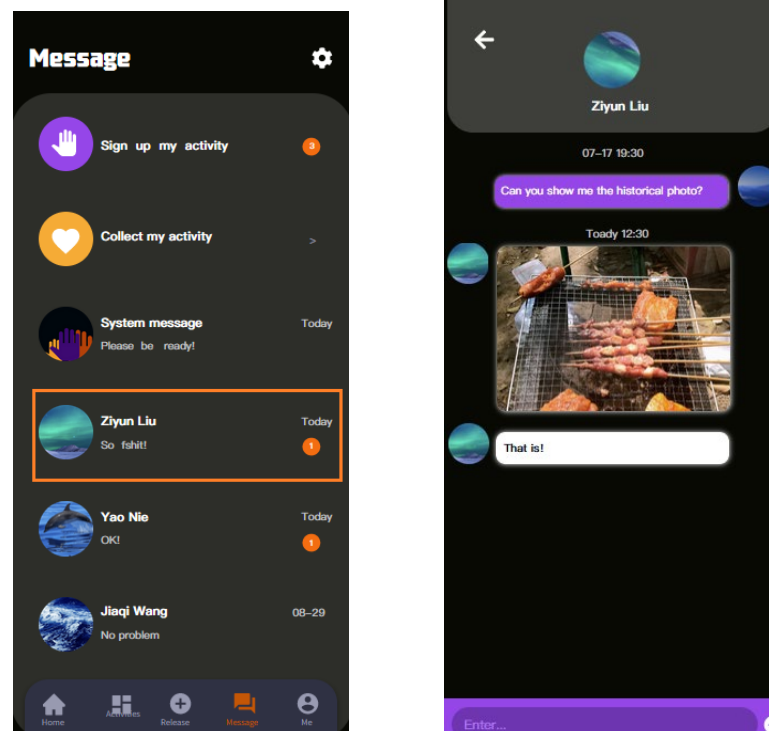 Message
Sign up my activity
3
Collect my activity
>
System message
Today
Please be ready!
Ziyun Liu
Today
So fshit!
1
Yao Nie
Today
OK!
1
Jiaqi Wang
08-29
No problem
Home
Activities
Release
Message
Me
Ziyun Liu
07-17 19:30
Can you show me the historical photo?
Toady 12:30
That is!
Enter...